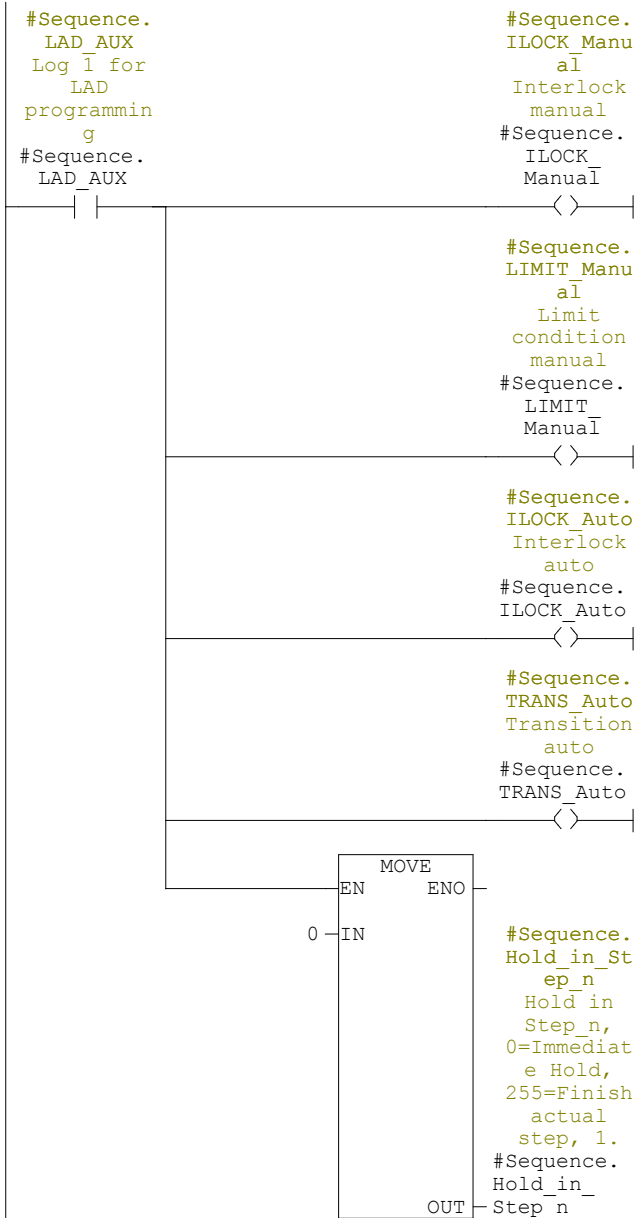 #Sequence.
LAD_AUX
Log 1 for
LAD
programmin
g
#Sequence.
LAD_AUX
#Sequence.
ILOCK_Manu
al
Interlock
manual
#Sequence.
ILOCK_
Manual
#Sequence.
LIMIT_Manu
al
Limit
condition
manual
#Sequence.
LIMIT_
Manual
#Sequence.
ILOCK_Auto
Interlock
auto
#Sequence.
ILOCK_Auto
#Sequence.
TRANS_Auto
Transition
auto
#Sequence.
TRANS_Auto
MOVE
EN ENO
0 IN
#Sequence.
Hold_in_St
ep_n
Hold in
Step_n,
0=Immediat
e Hold,
255=Finish
actual
step, 1.
#Sequence.
Hold_in_
OUT Step_n